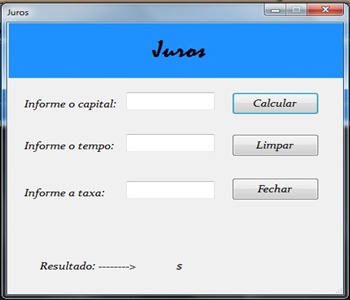 Juros
Juros
Informe o capital: Calcular
Informe o tempo: Limpar
Informe a taxa: Fechar
Resultado: --------> s